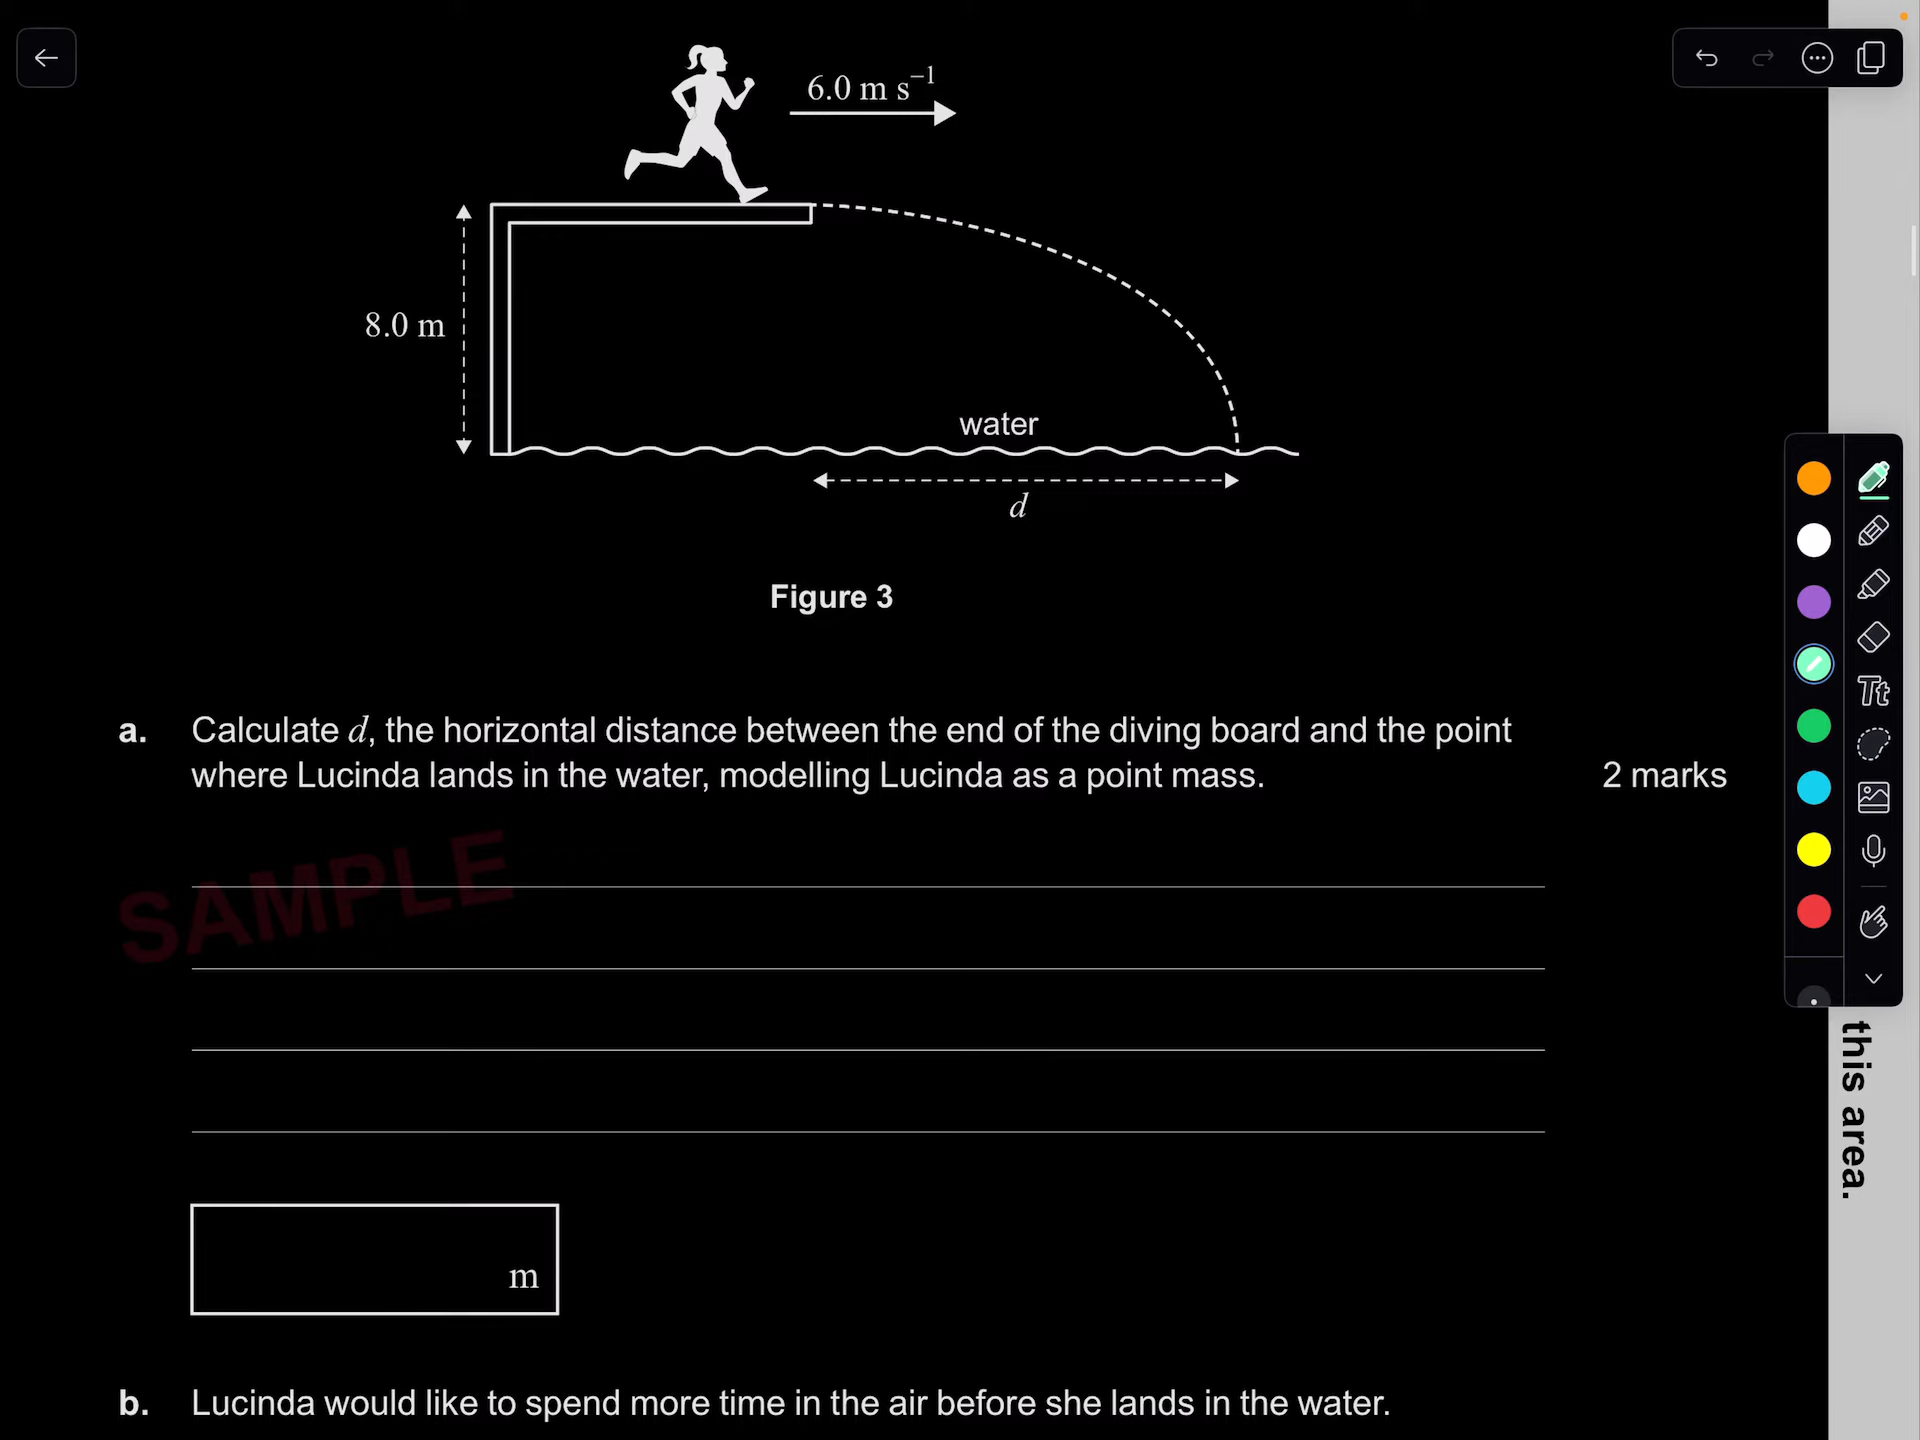 6.0 m s⁻¹
8.0 m
water
d
Figure 3
a. Calculate d, the horizontal distance between the end of the diving board and the point
where Lucinda lands in the water, modelling Lucinda as a point mass. 2 marks
SAMPLE
m
b. Lucinda would like to spend more time in the air before she lands in the water.
Tt
this area.